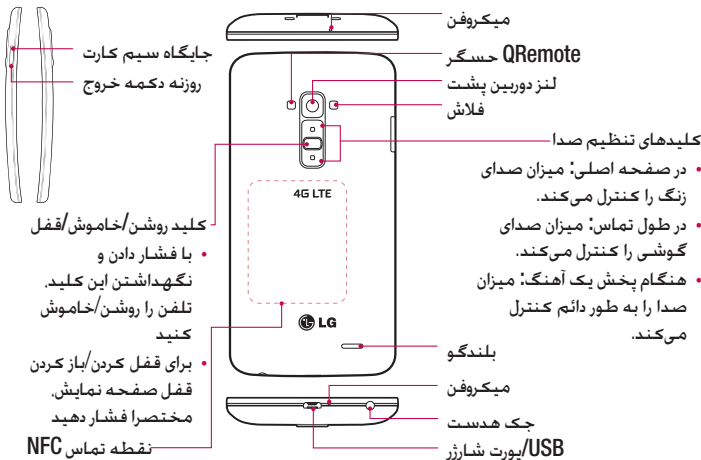 میکروفن
حسگر QRemote
لنز دوربین پشت
فلاش
جایگاه سیم کارت
روزنه دکمه خروج
کلیدهای تنظیم صدا
• در صفحه اصلی: میزان صدای
زنگ را کنترل می‌کند.
• در طول تماس: میزان صدای
گوشی را کنترل می‌کند.
• هنگام پخش یک آهنگ: میزان
صدا را به طور دائم کنترل
می‌کند.
4G LTE
کلید روشن/خاموش/قفل
• با فشار دادن و
نگهداشتن این کلید،
تلفن را روشن/خاموش
کنید
• برای قفل کردن/باز کردن
قفل صفحه نمایش،
مختصرا فشار دهید
نقطه تماس NFC
LG
بلندگو
میکروفن
جک هدست
پورت شارژر/USB